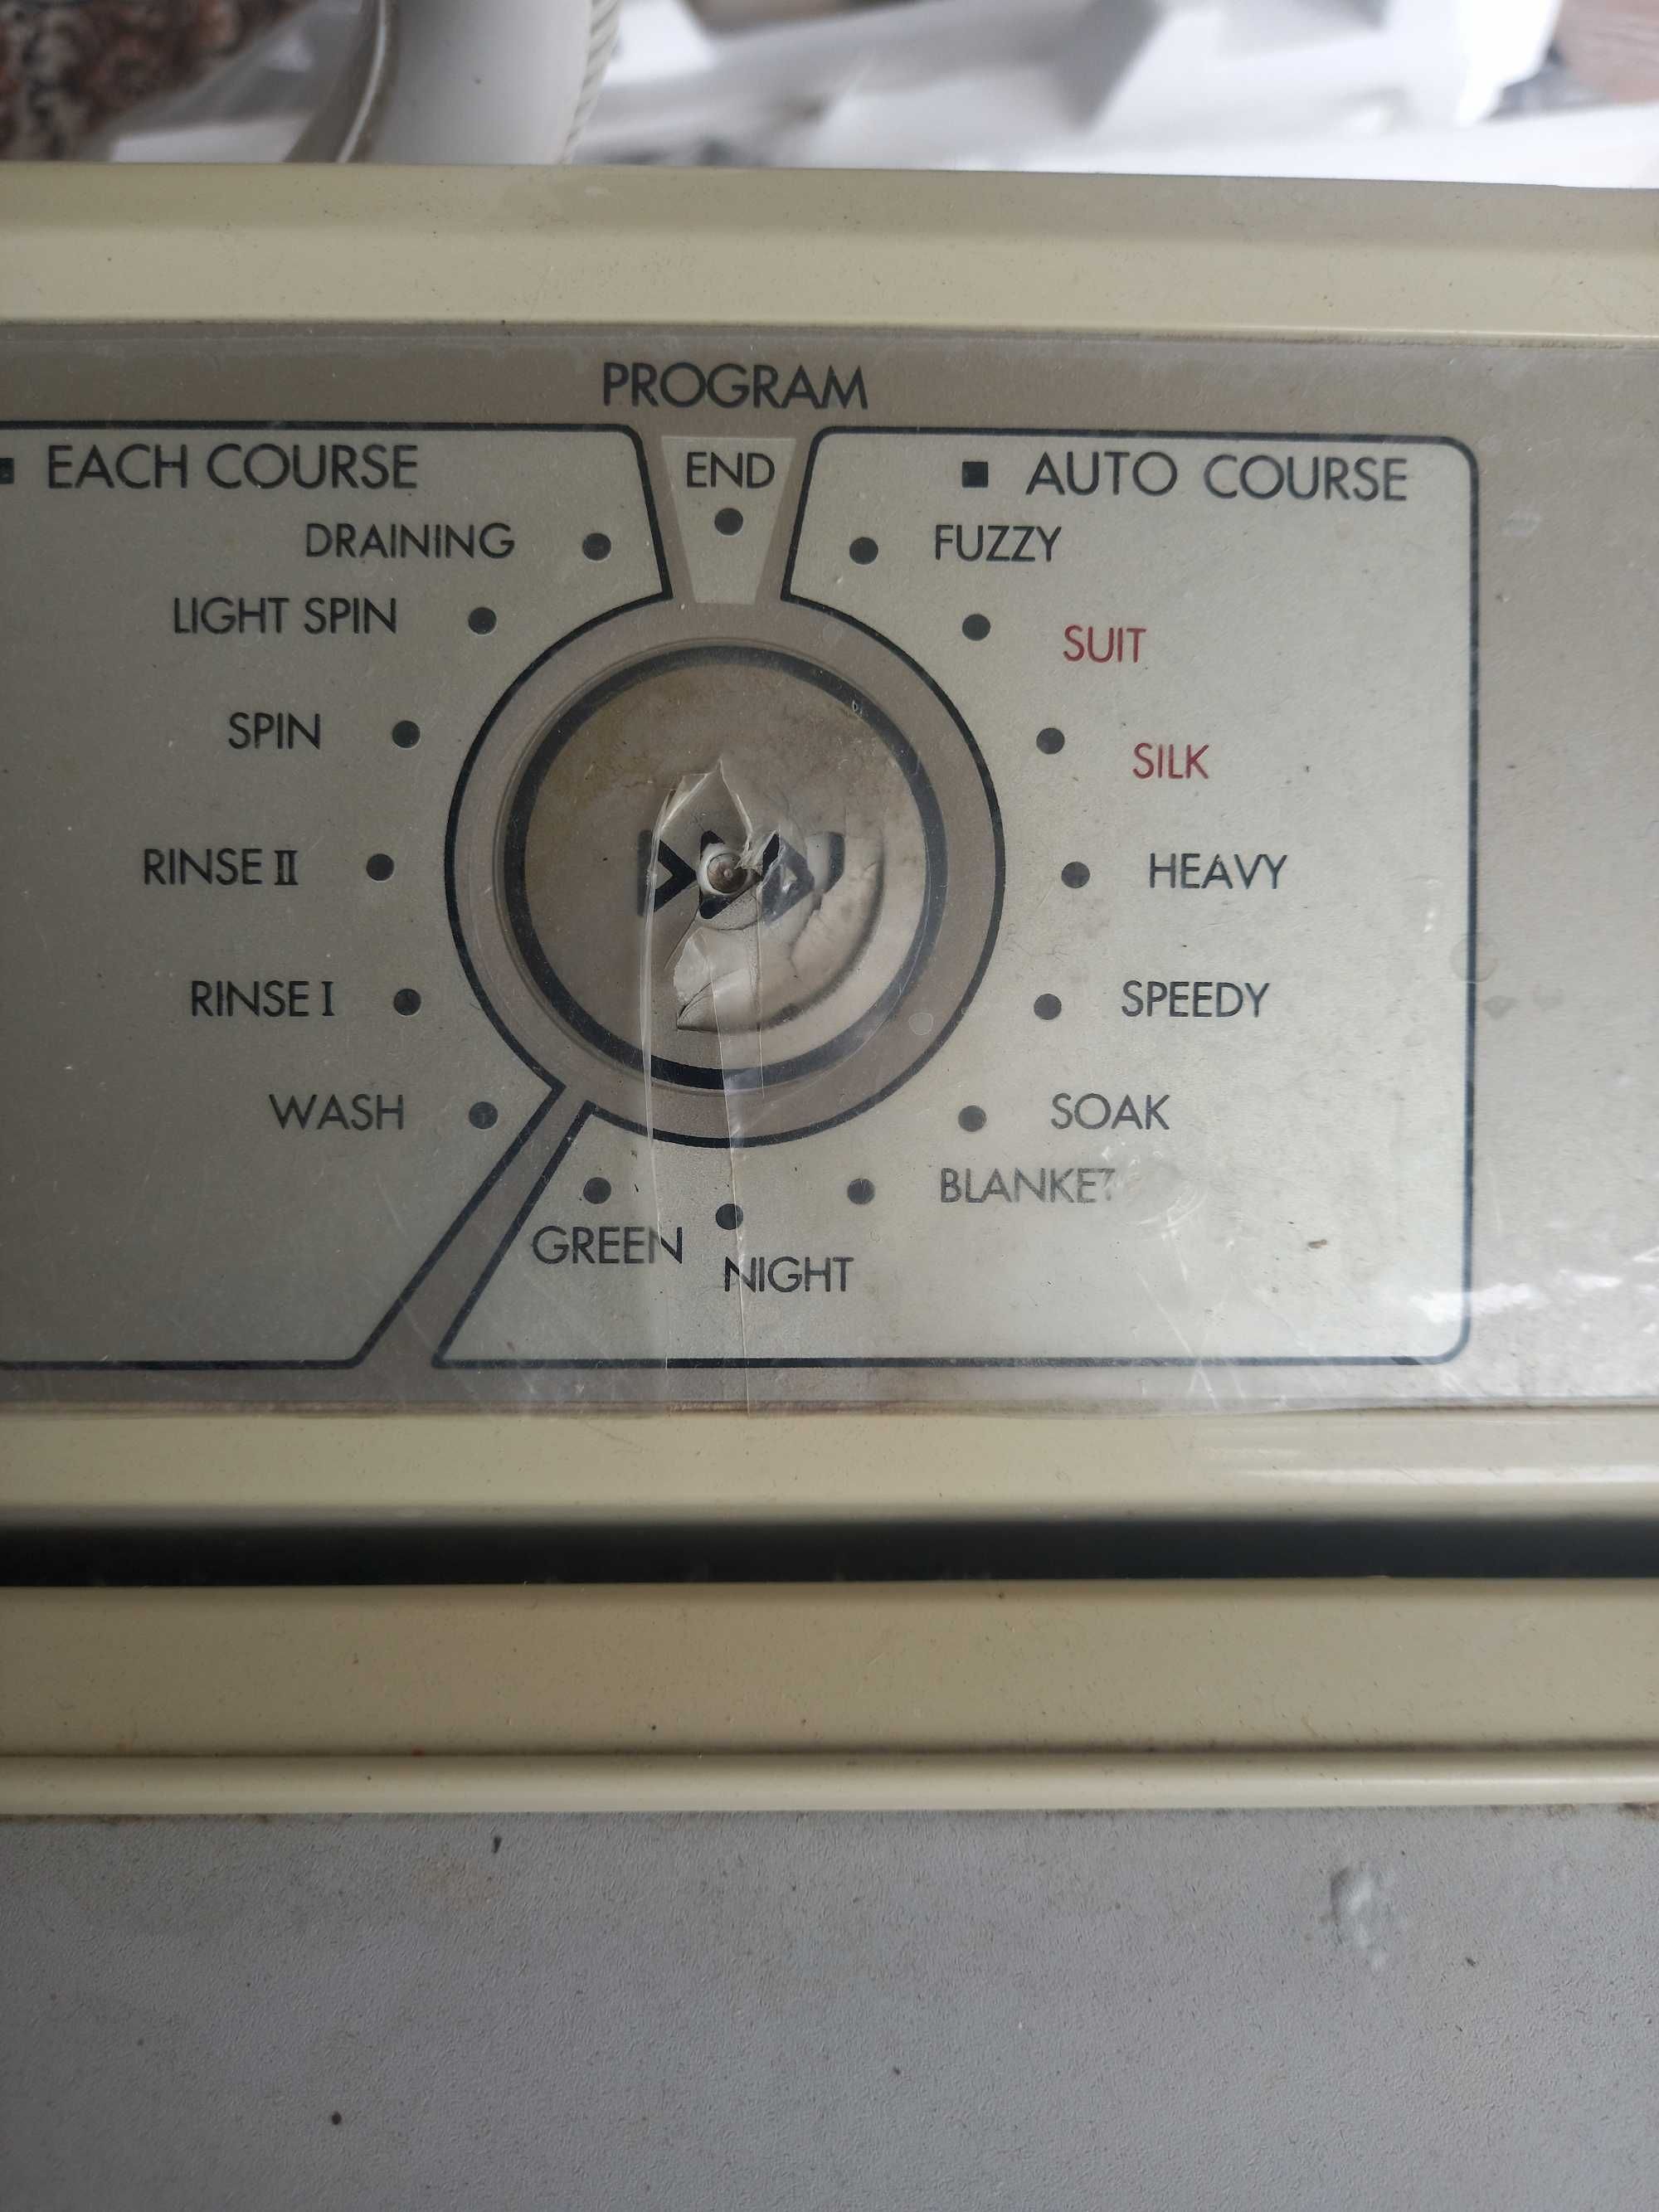 PROGRAM
EACH COURSE
END
AUTO COURSE
DRAINING
FUZZY
LIGHT SPIN
SUIT
SPIN
SILK
RINSE II
HEAVY
RINSE I
SPEEDY
WASH
SOAK
BLANKET
GREEN
NIGHT